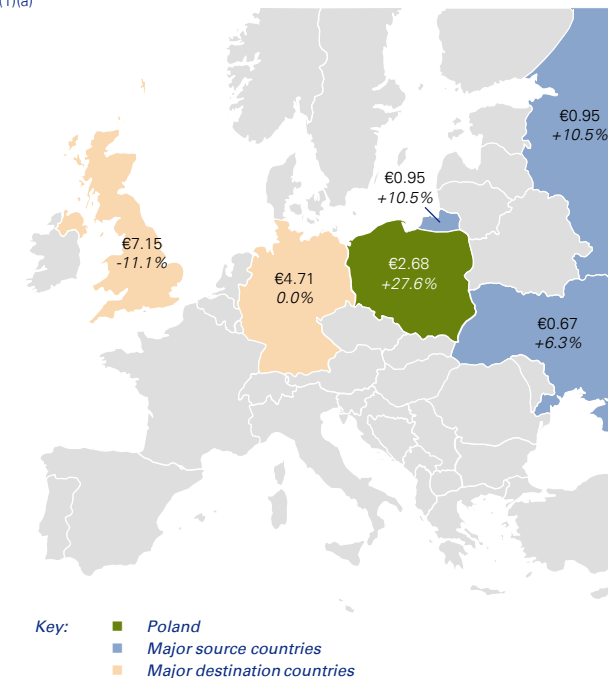 (1)(a)
€0.95
+10.5%
€0.95
+10.5%
€7.15
-11.1%
€4.71
0.0%
€2.68
+27.6%
€0.67
+6.3%
Key:
Poland
Major source countries
Major destination countries